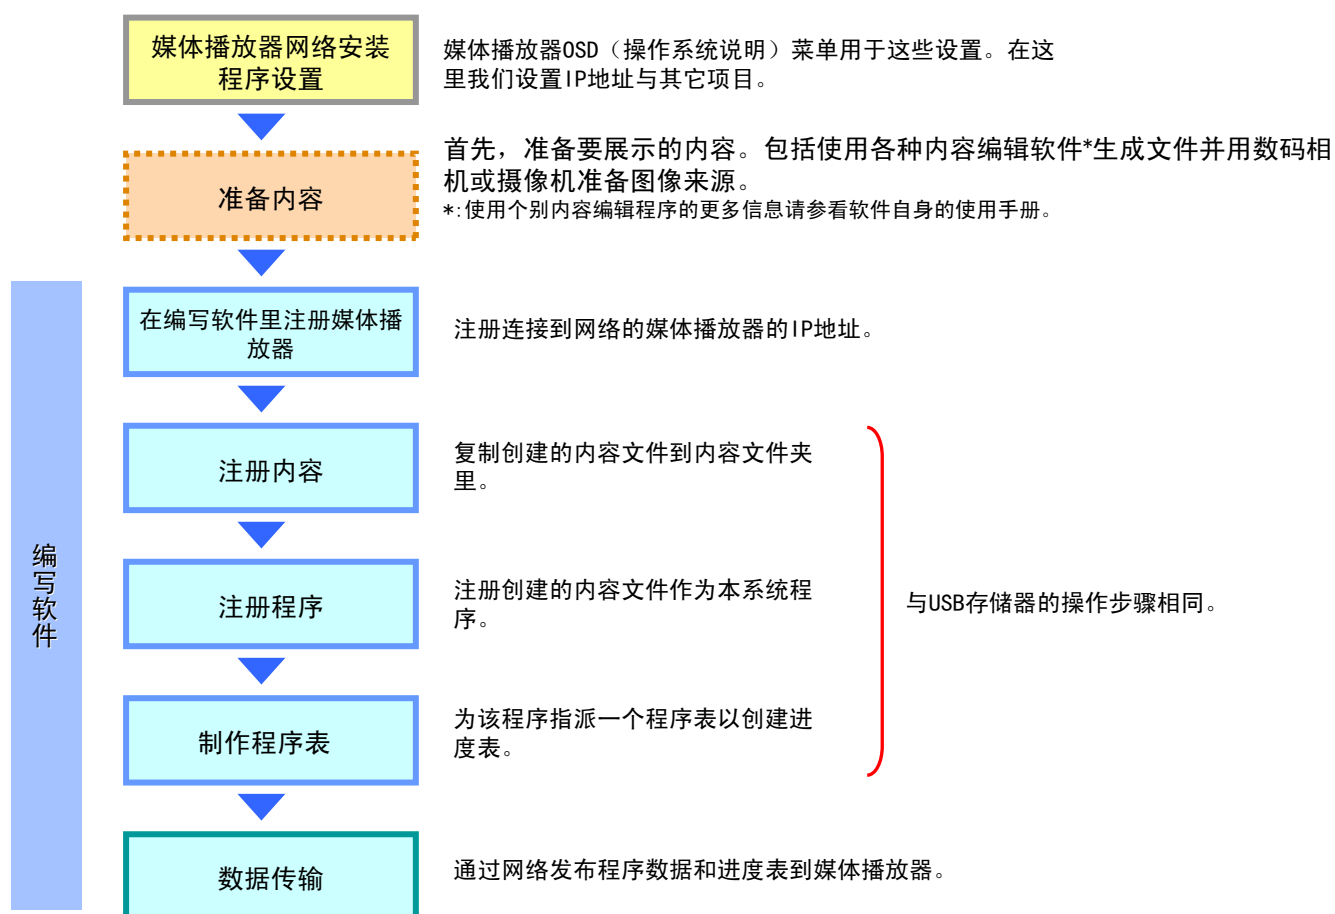 媒体播放器网络安装
程序设置
媒体播放器OSD（操作系统说明）菜单用于这些设置。在这
里我们设置IP地址与其它项目。
准备内容
首先，准备要展示的内容。包括使用各种内容编辑软件*生成文件并用数码相
机或摄像机准备图像来源。
*:使用个别内容编辑程序的更多信息请参看软件自身的使用手册。
编写软件
在编写软件里注册媒体播
放器
注册连接到网络的媒体播放器的IP地址。
注册内容
复制创建的内容文件到内容文件夹
里。
注册程序
注册创建的内容文件作为本系统程
序。
与USB存储器的操作步骤相同。
制作程序表
为该程序指派一个程序表以创建进
度表。
数据传输
通过网络发布程序数据和进度表到媒体播放器。